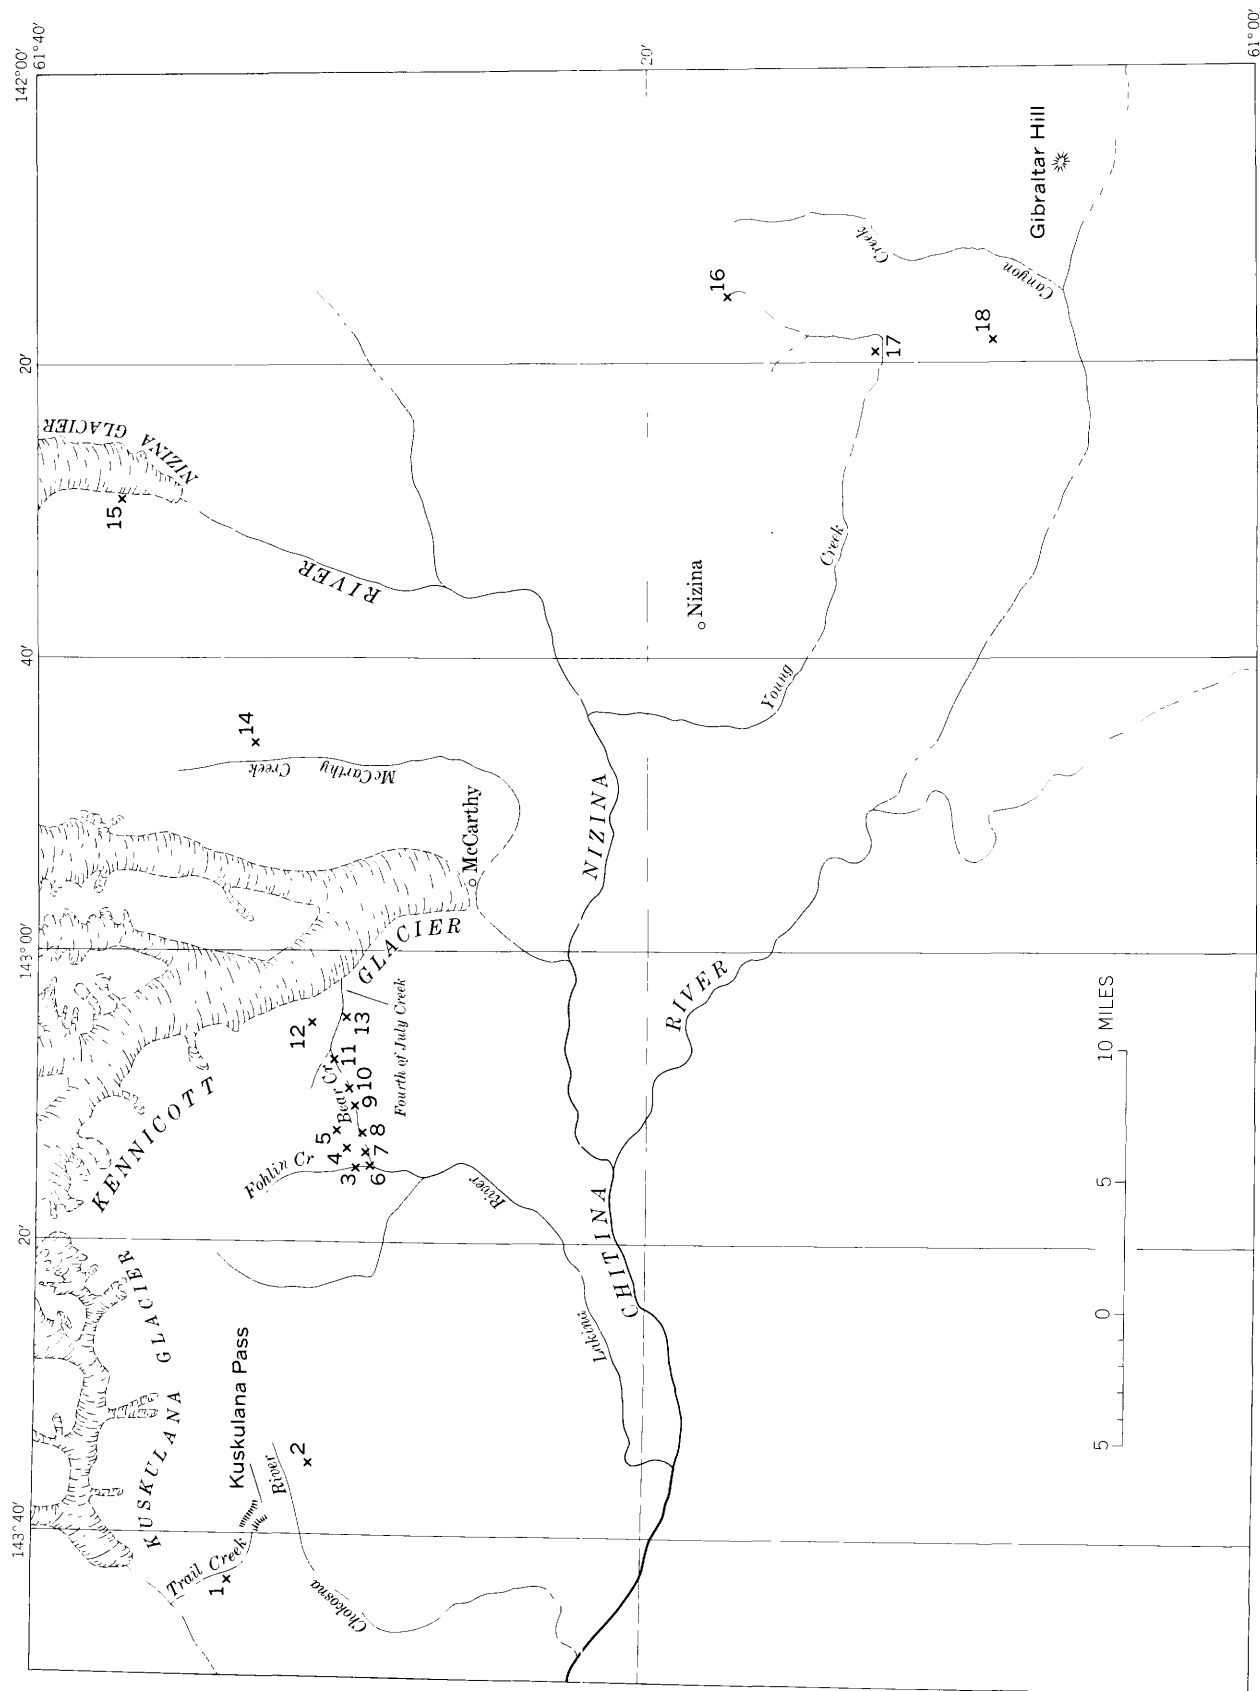 143°40′
20′
143°00′
40′
20′
142°00′
61°40′
20′
61°00′
KUSKULANA GLACIER
KENNICOTT
GLACIER
NIZINA
GLACIER
Trail Creek
1
Kuskulana Pass
River
Chokosna
2
Fohlin Cr
Bear Cr
3
4
5
6
7
8
9
10
11
12
13
Fourth of July Creek
McCarthy
McCarthy
Creek
14
15
RIVER
NIZINA
Lakina
River
CHITINA
RIVER
Nizina
Young
Creek
16
17
18
Canyon
Creek
Gibraltar Hill
5
0
5
10 MILES